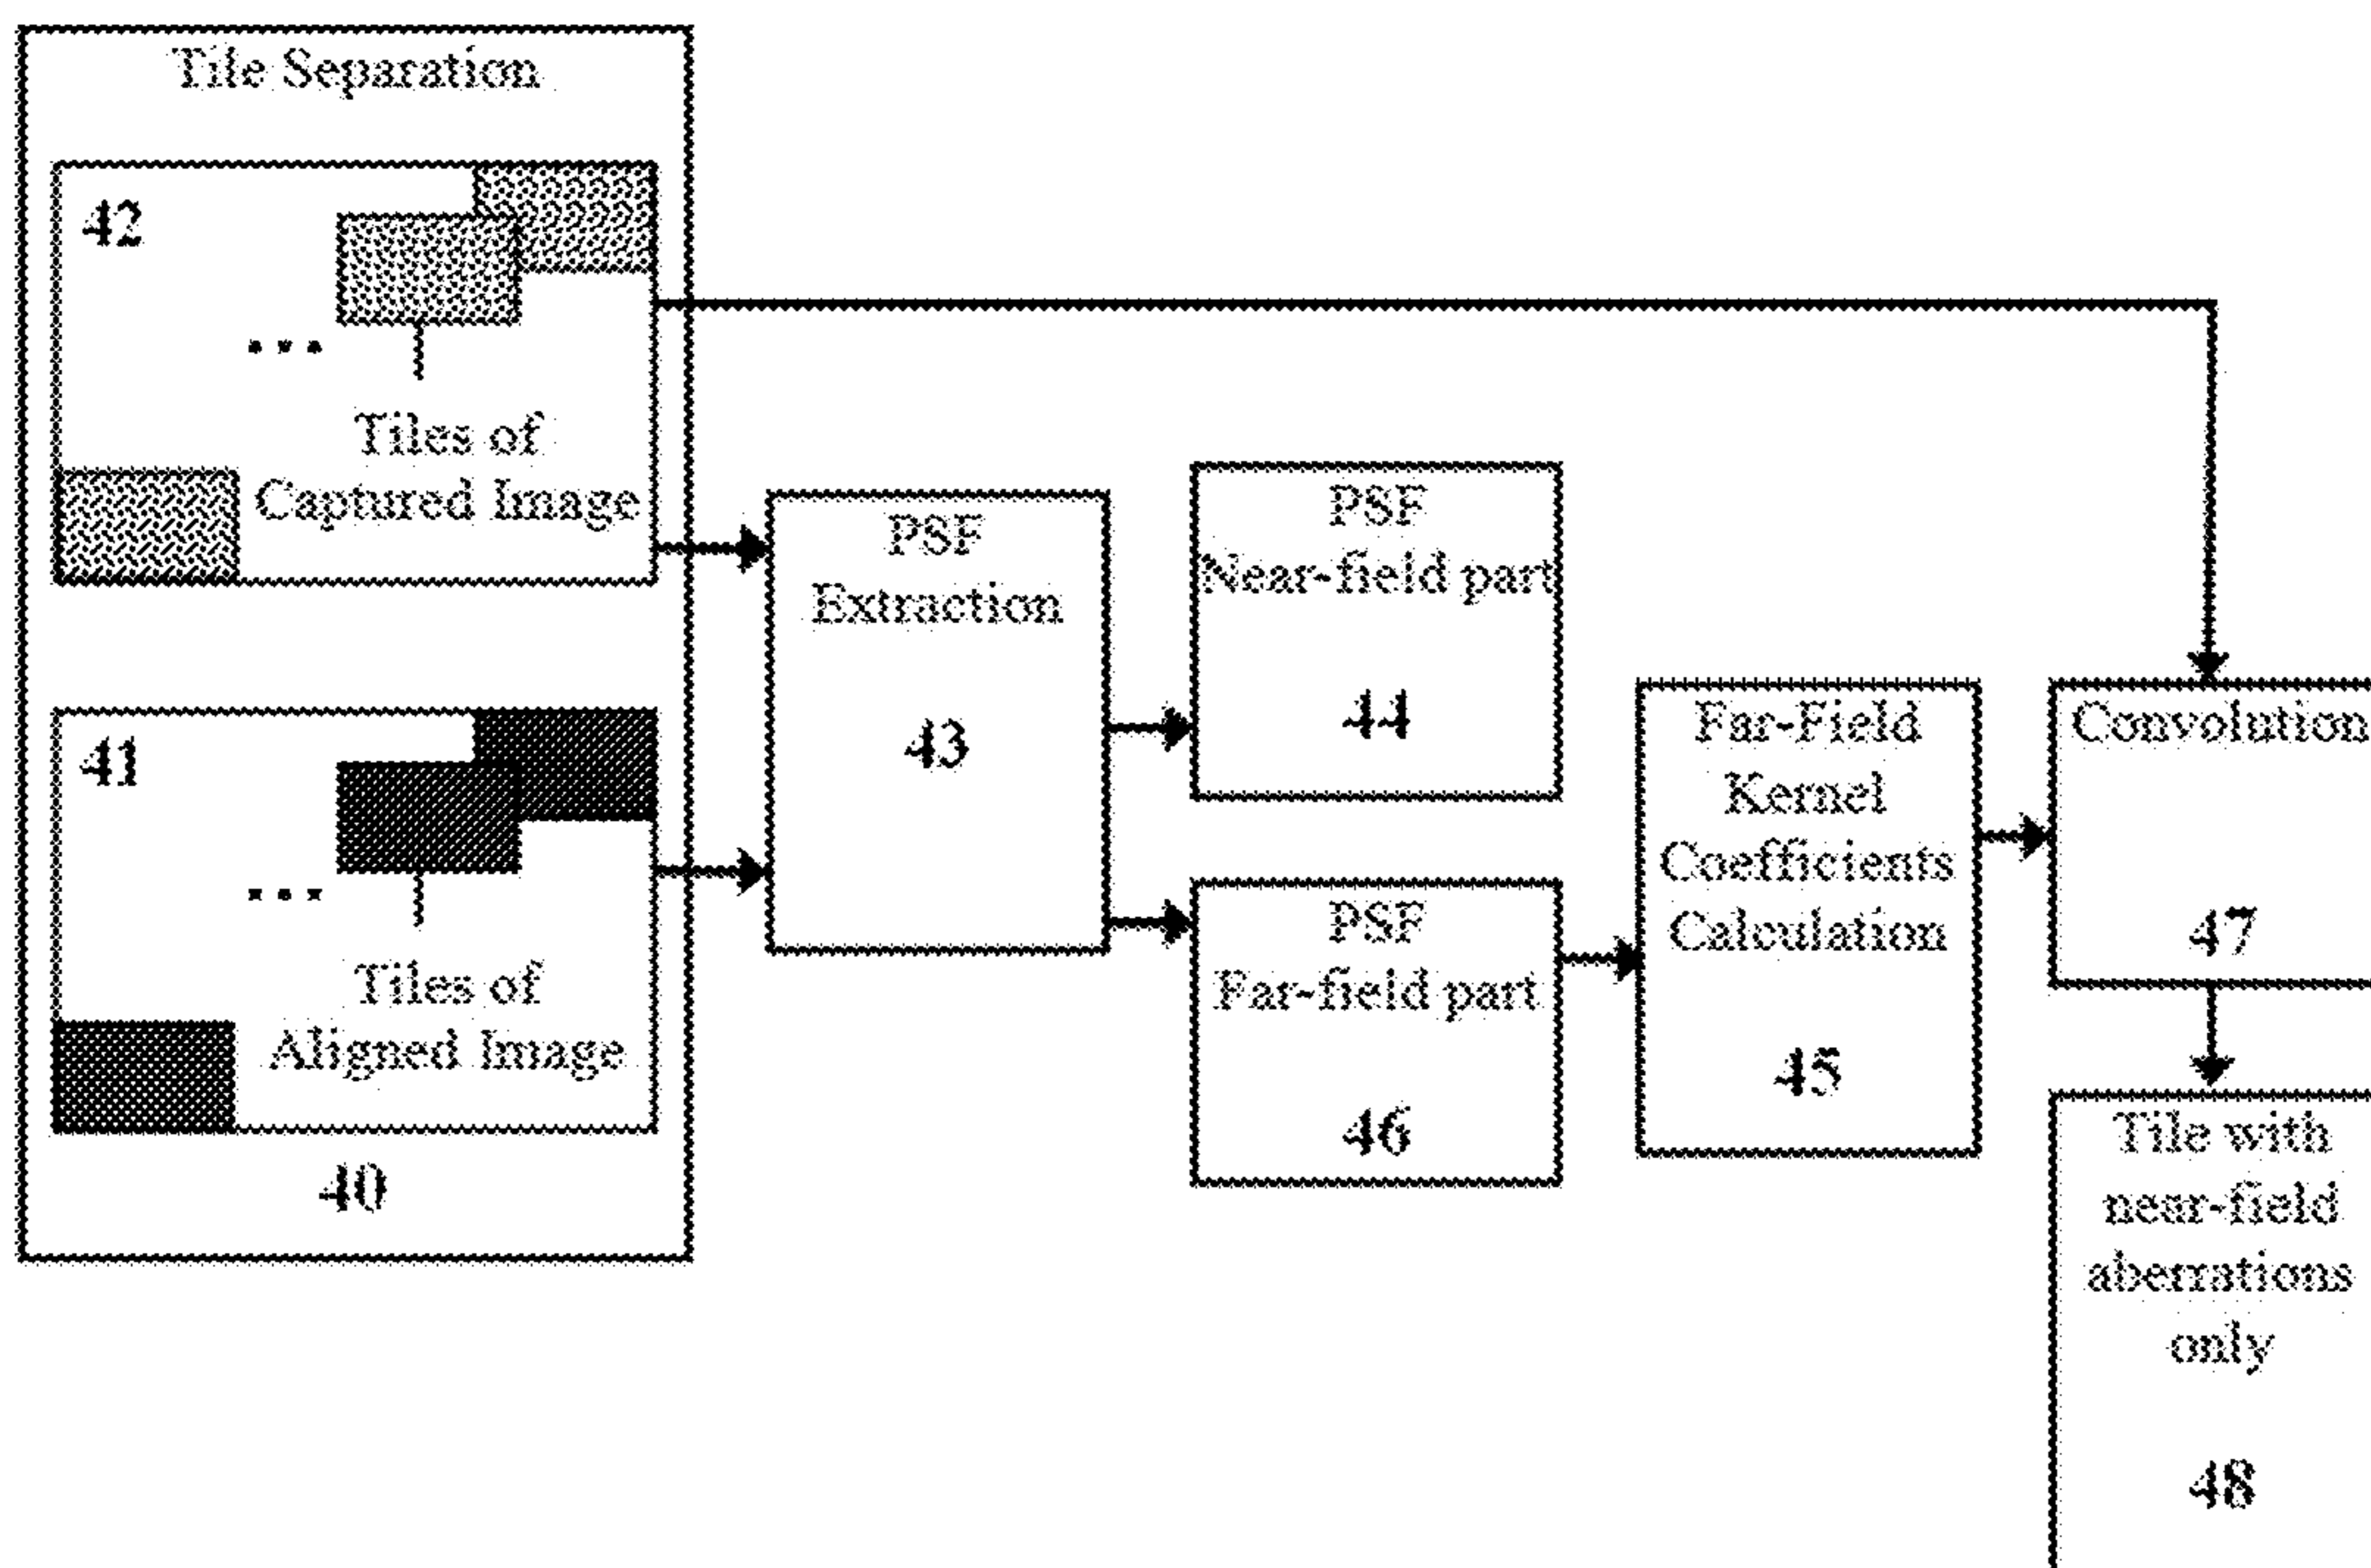 Tile Separation
42
...
Tiles of
Captured Image
41
...
Tiles of
Aligned Image
40
PSF
Extraction
43
PSF
Near-field part
44
PSF
Far-field part
46
Far-Field
Kernel
Coefficients
Calculation
45
Convolution
47
Tile with
near-field
aberrations
only
48